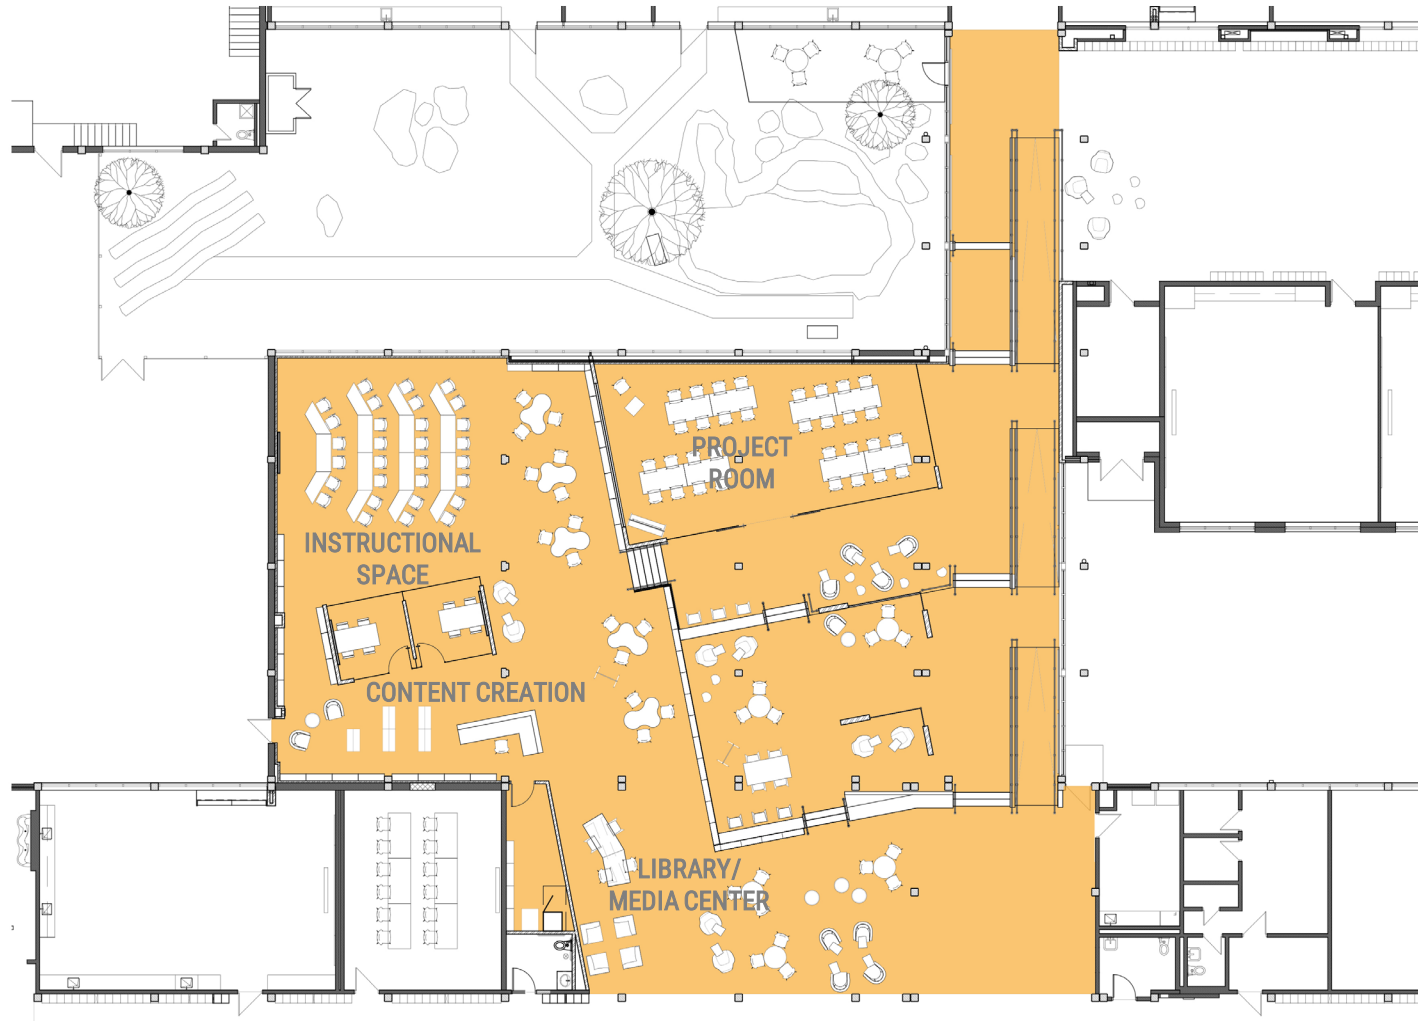 PROJECT
ROOM
INSTRUCTIONAL
SPACE
CONTENT CREATION
LIBRARY/
MEDIA CENTER